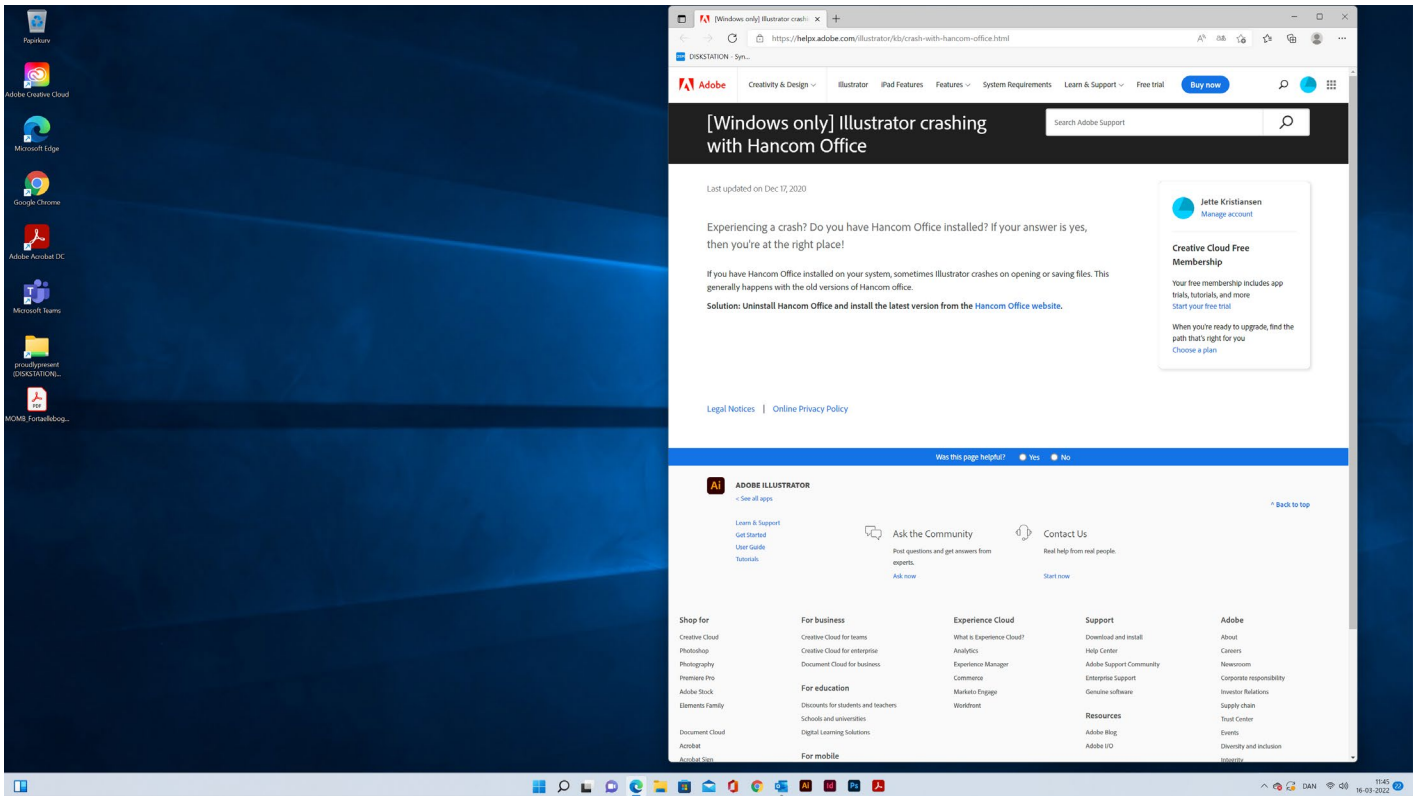 Papirkurv
Adobe Creative Cloud
Microsoft Edge
Google Chrome
Adobe Acrobat DC
Microsoft Teams
proudlypresent
(DISKSTATION)...
MOMB_Fortaellebog...
[Windows only] Illustrator crashi
https://helpx.adobe.com/illustrator/kb/crash-with-hancom-office.html
DISKSTATION - Syn...
Adobe
Creativity & Design
Illustrator
iPad Features
Features
System Requirements
Learn & Support
Free trial
Buy now
[Windows only] Illustrator crashing
with Hancom Office
Search Adobe Support
Last updated on Dec 17, 2020
Experiencing a crash? Do you have Hancom Office installed? If your answer is yes,
then you're at the right place!
If you have Hancom Office installed on your system, sometimes Illustrator crashes on opening or saving files. This
generally happens with the old versions of Hancom office.
Solution: Uninstall Hancom Office and install the latest version from the Hancom Office website.
Jette Kristiansen
Manage account
Creative Cloud Free
Membership
Your free membership includes app
trials, tutorials, and more
Start your free trial
When you're ready to upgrade, find the
path that's right for you
Choose a plan
Legal Notices | Online Privacy Policy
Was this page helpful? Yes No
Ai
ADOBE ILLUSTRATOR
< See all apps
^ Back to top
Learn & Support
Get Started
User Guide
Tutorials
Ask the Community
Post questions and get answers from
experts.
Ask now
Contact Us
Real help from real people.
Start now
Shop for
Creative Cloud
Photoshop
Photography
Premiere Pro
Adobe Stock
Elements Family
Document Cloud
Acrobat
Acrobat Sign
For business
Creative Cloud for teams
Creative Cloud for enterprise
Document Cloud for business
For education
Discounts for students and teachers
Schools and universities
Digital Learning Solutions
For mobile
Experience Cloud
What is Experience Cloud?
Analytics
Experience Manager
Commerce
Marketo Engage
Workfront
Support
Download and install
Help Center
Adobe Support Community
Enterprise Support
Genuine software
Resources
Adobe Blog
Adobe I/O
Adobe
About
Careers
Newsroom
Corporate responsibility
Investor Relations
Supply chain
Trust Center
Events
Diversity and inclusion
Integrity
Ai
Id
Ps
DAN
11:45
16-03-2022
22